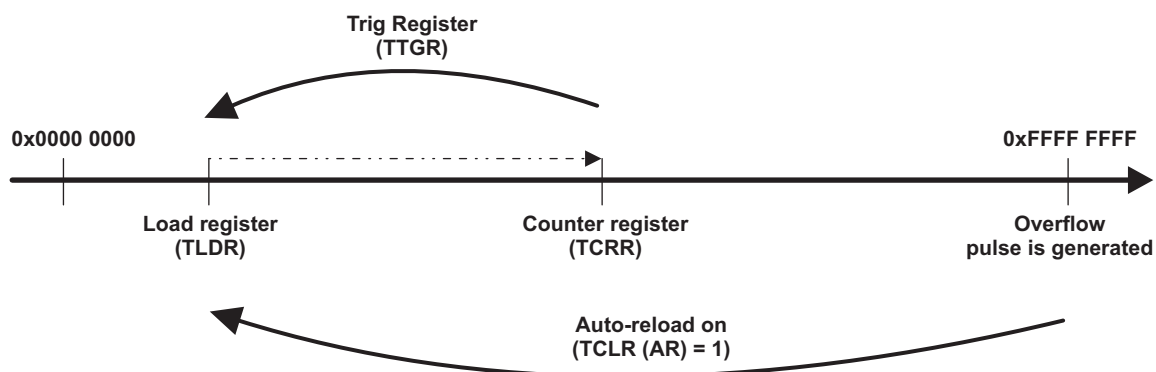 Trig Register
(TTGR)
0x0000 0000
0xFFFF FFFF
Load register
(TLDR)
Counter register
(TCRR)
Overflow
pulse is generated
Auto-reload on
(TCLR (AR) = 1)